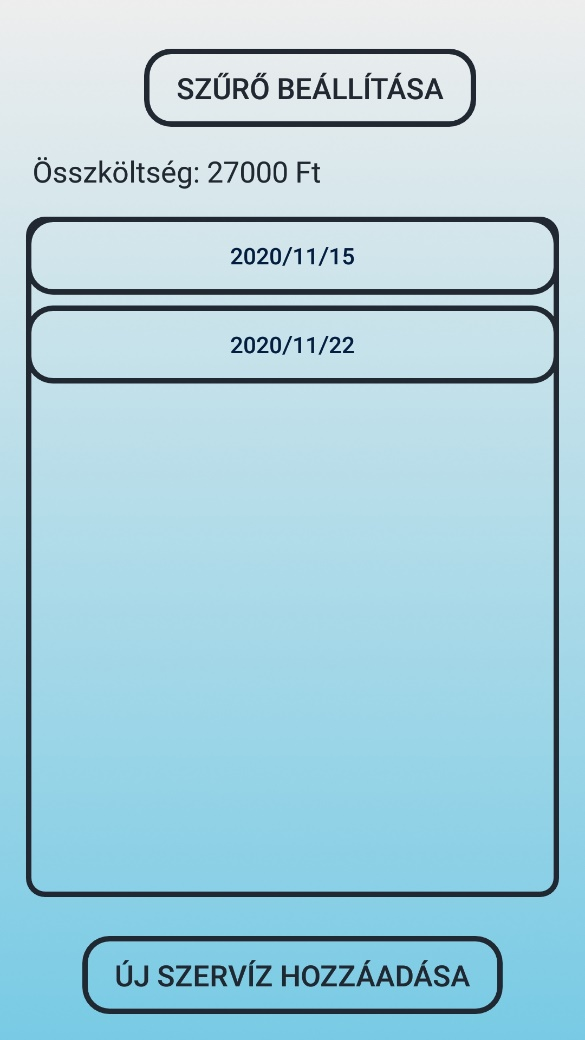 SZŰRŐ BEÁLLÍTÁSA
Összköltség: 27000 Ft
2020/11/15
2020/11/22
ÚJ SZERVÍZ HOZZÁADÁSA